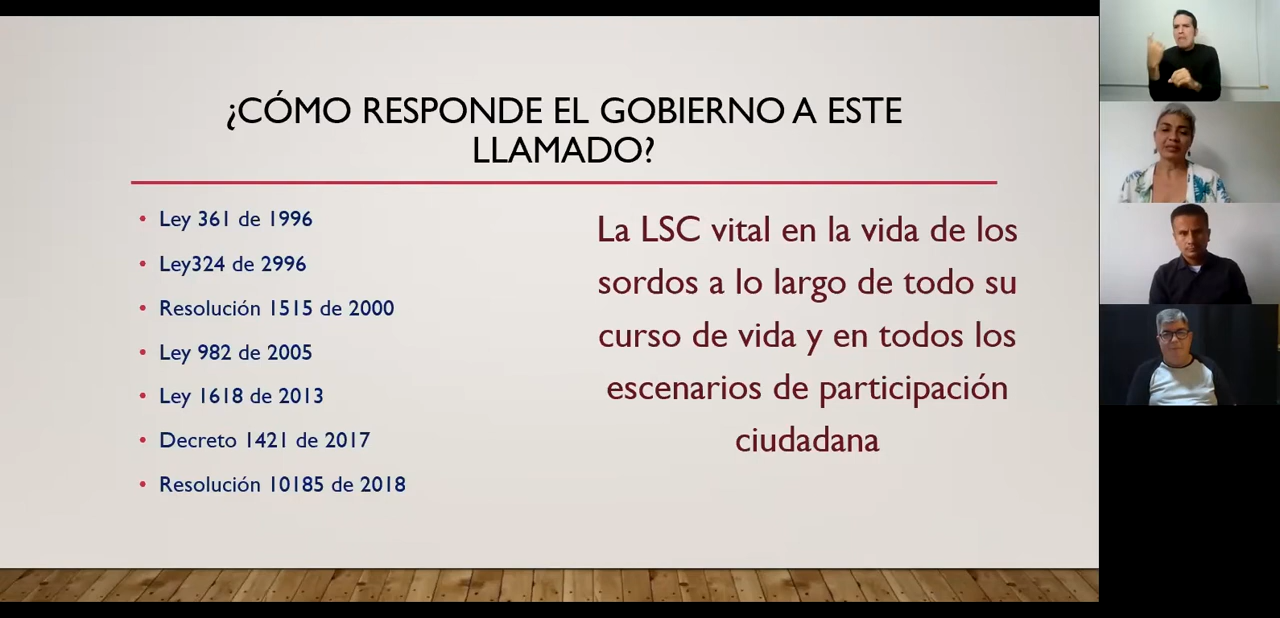 ¿CÓMO RESPONDE EL GOBIERNO A ESTE
LLAMADO?
• Ley 361 de 1996
• Ley324 de 2996
• Resolución 1515 de 2000
• Ley 982 de 2005
• Ley 1618 de 2013
• Decreto 1421 de 2017
• Resolución 10185 de 2018
La LSC vital en la vida de los
sordos a lo largo de todo su
curso de vida y en todos los
escenarios de participación
ciudadana